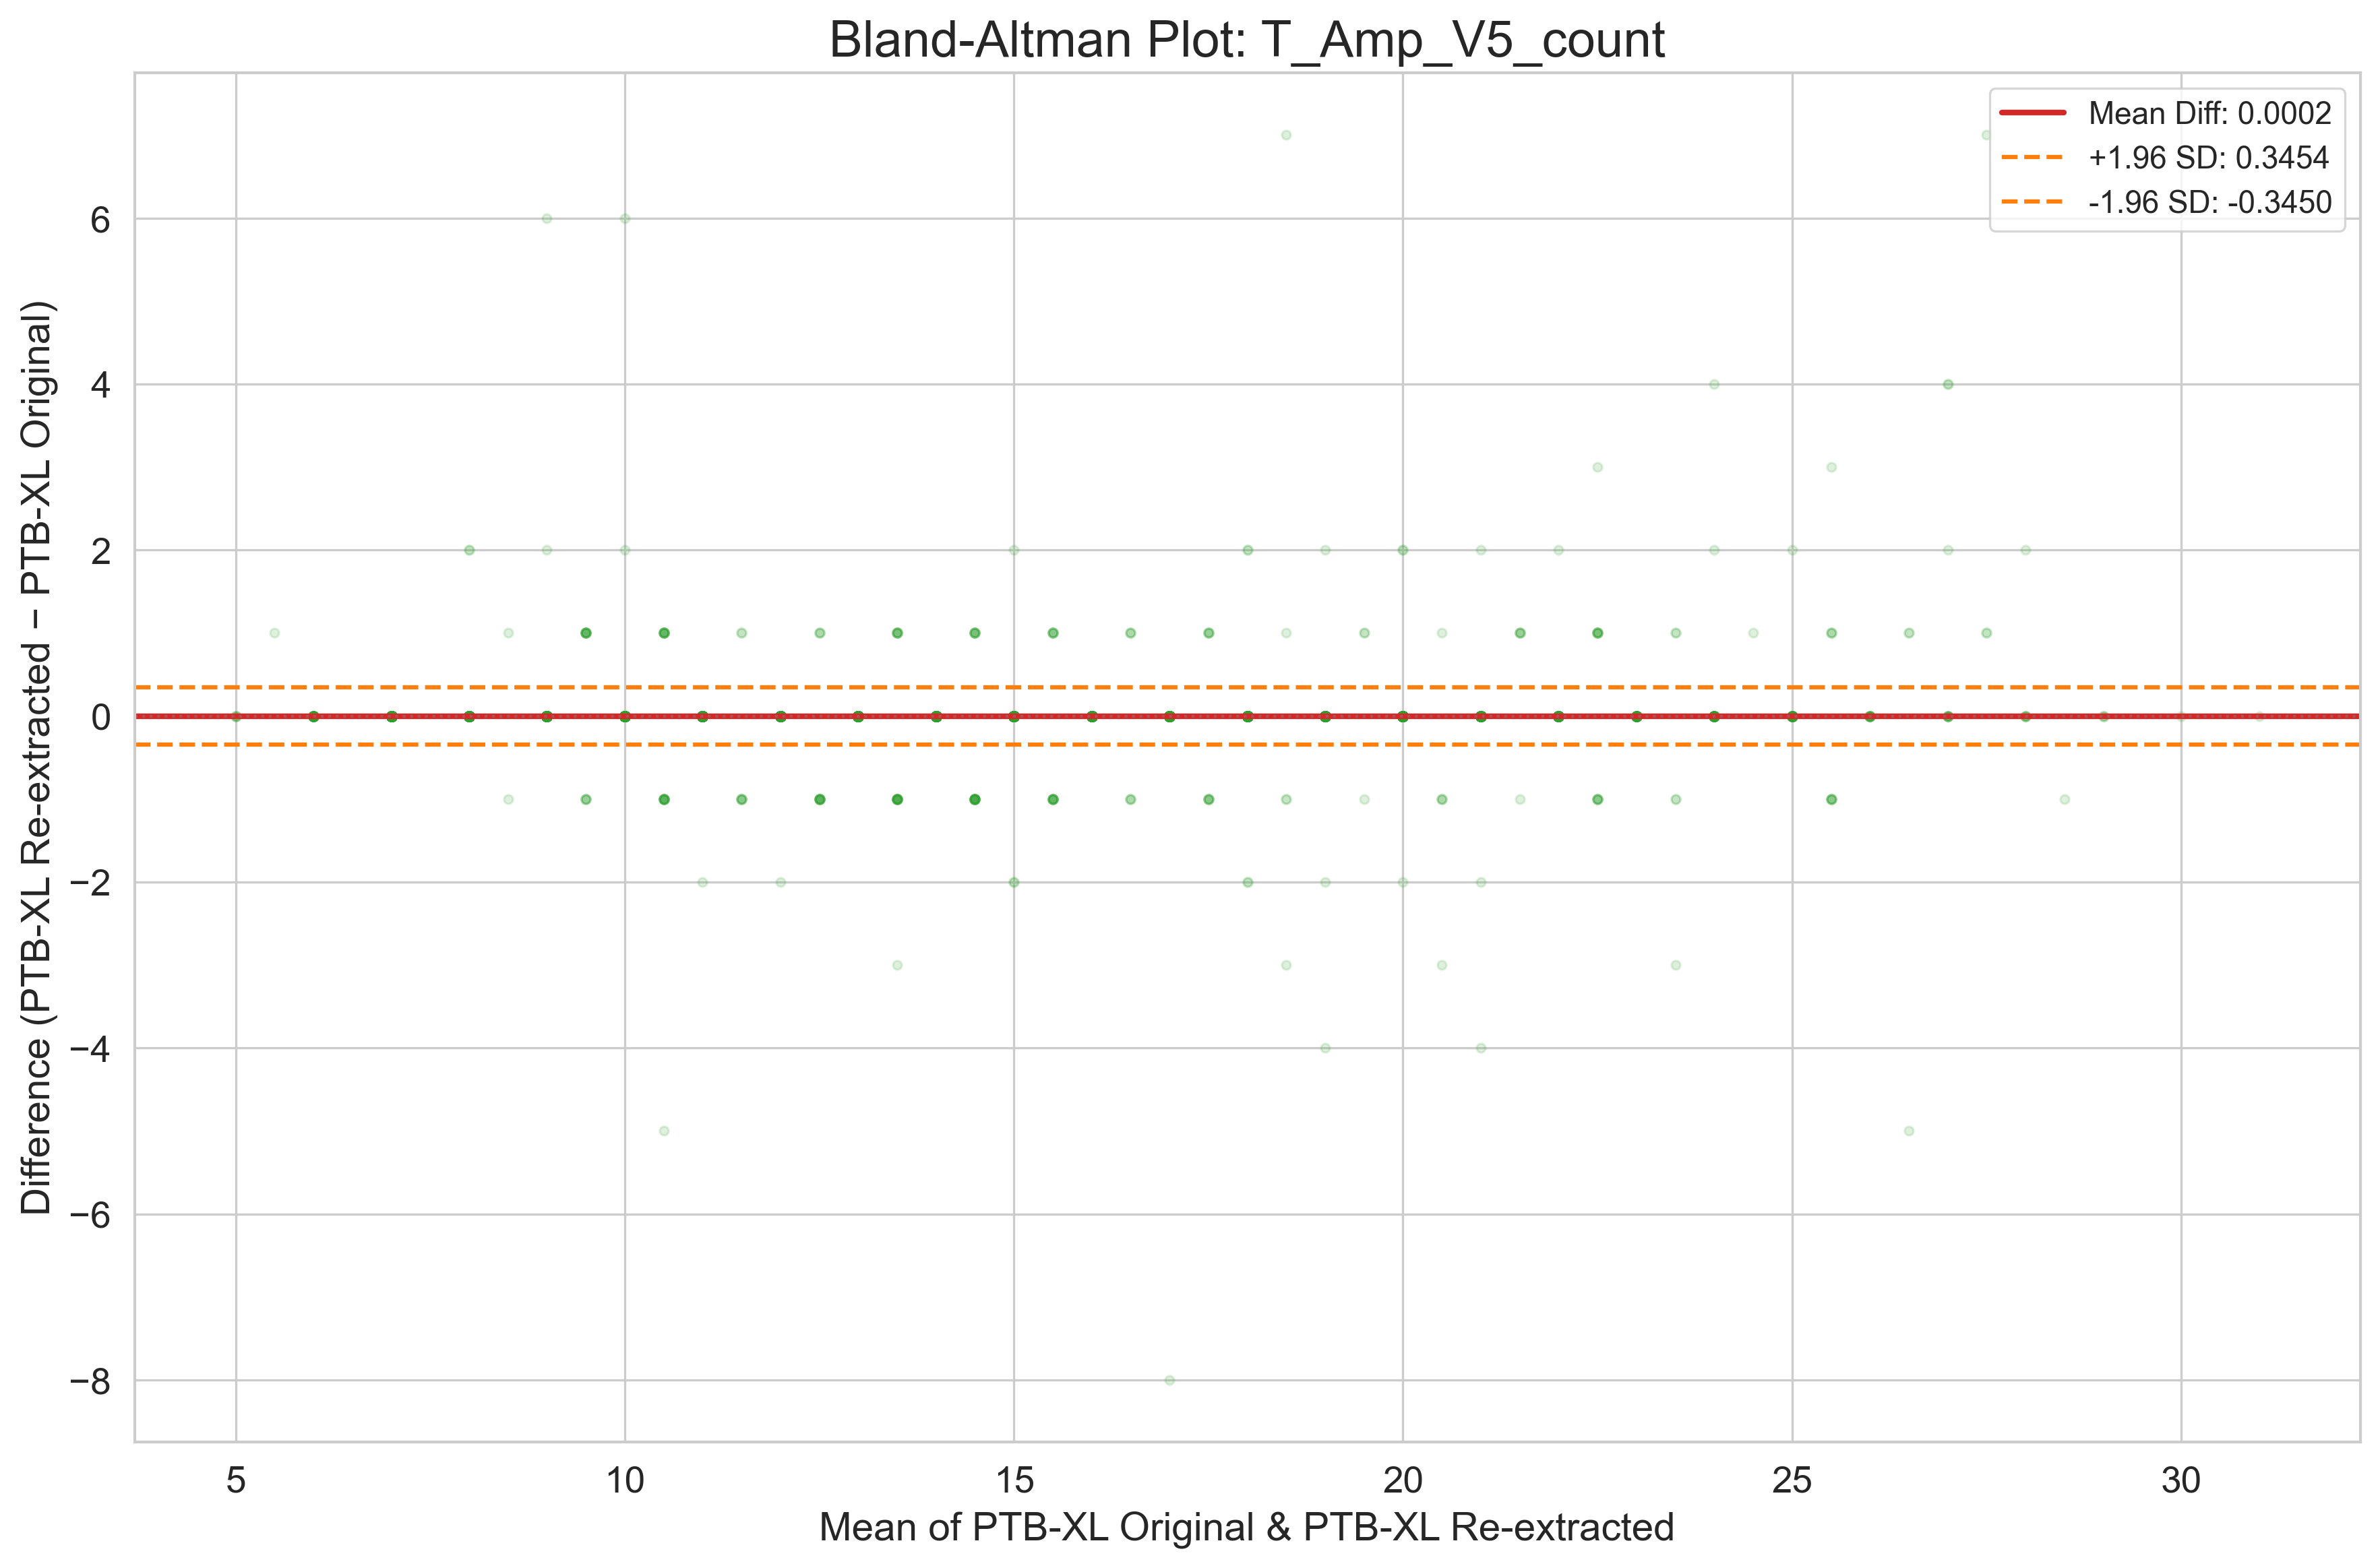 Bland-Altman Plot: T_Amp_V5_count
Mean Diff: 0.0002
+1.96 SD: 0.3454
-1.96 SD: -0.3450
Difference (PTB-XL Re-extracted − PTB-XL Original)
6
4
2
0
−2
−4
−6
−8
5 10 15 20 25 30
Mean of PTB-XL Original & PTB-XL Re-extracted